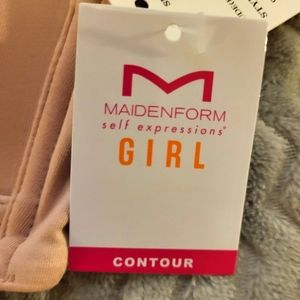 M
MAIDENFORM
self expressions®
GIRL
CONTOUR